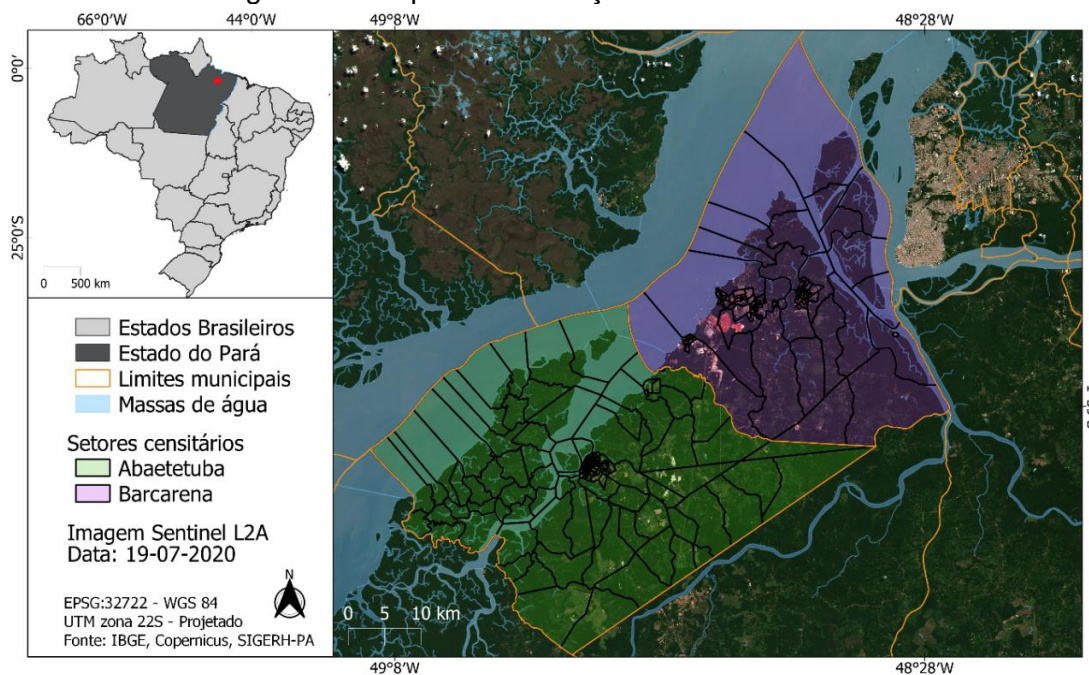 66°0'W
44°0'W
49°8'W
48°28'W
0°0'
25°0'S
0 500 km
Estados Brasileiros
Estado do Pará
Limites municipais
Massas de água
Setores censitários
Abaetetuba
Barcarena
Imagem Sentinel L2A
Data: 19-07-2020
N
EPSG:32722 - WGS 84
UTM zona 22S - Projetado
Fonte: IBGE, Copernicus, SIGERH-PA
0 5 10 km
49°8'W
48°28'W